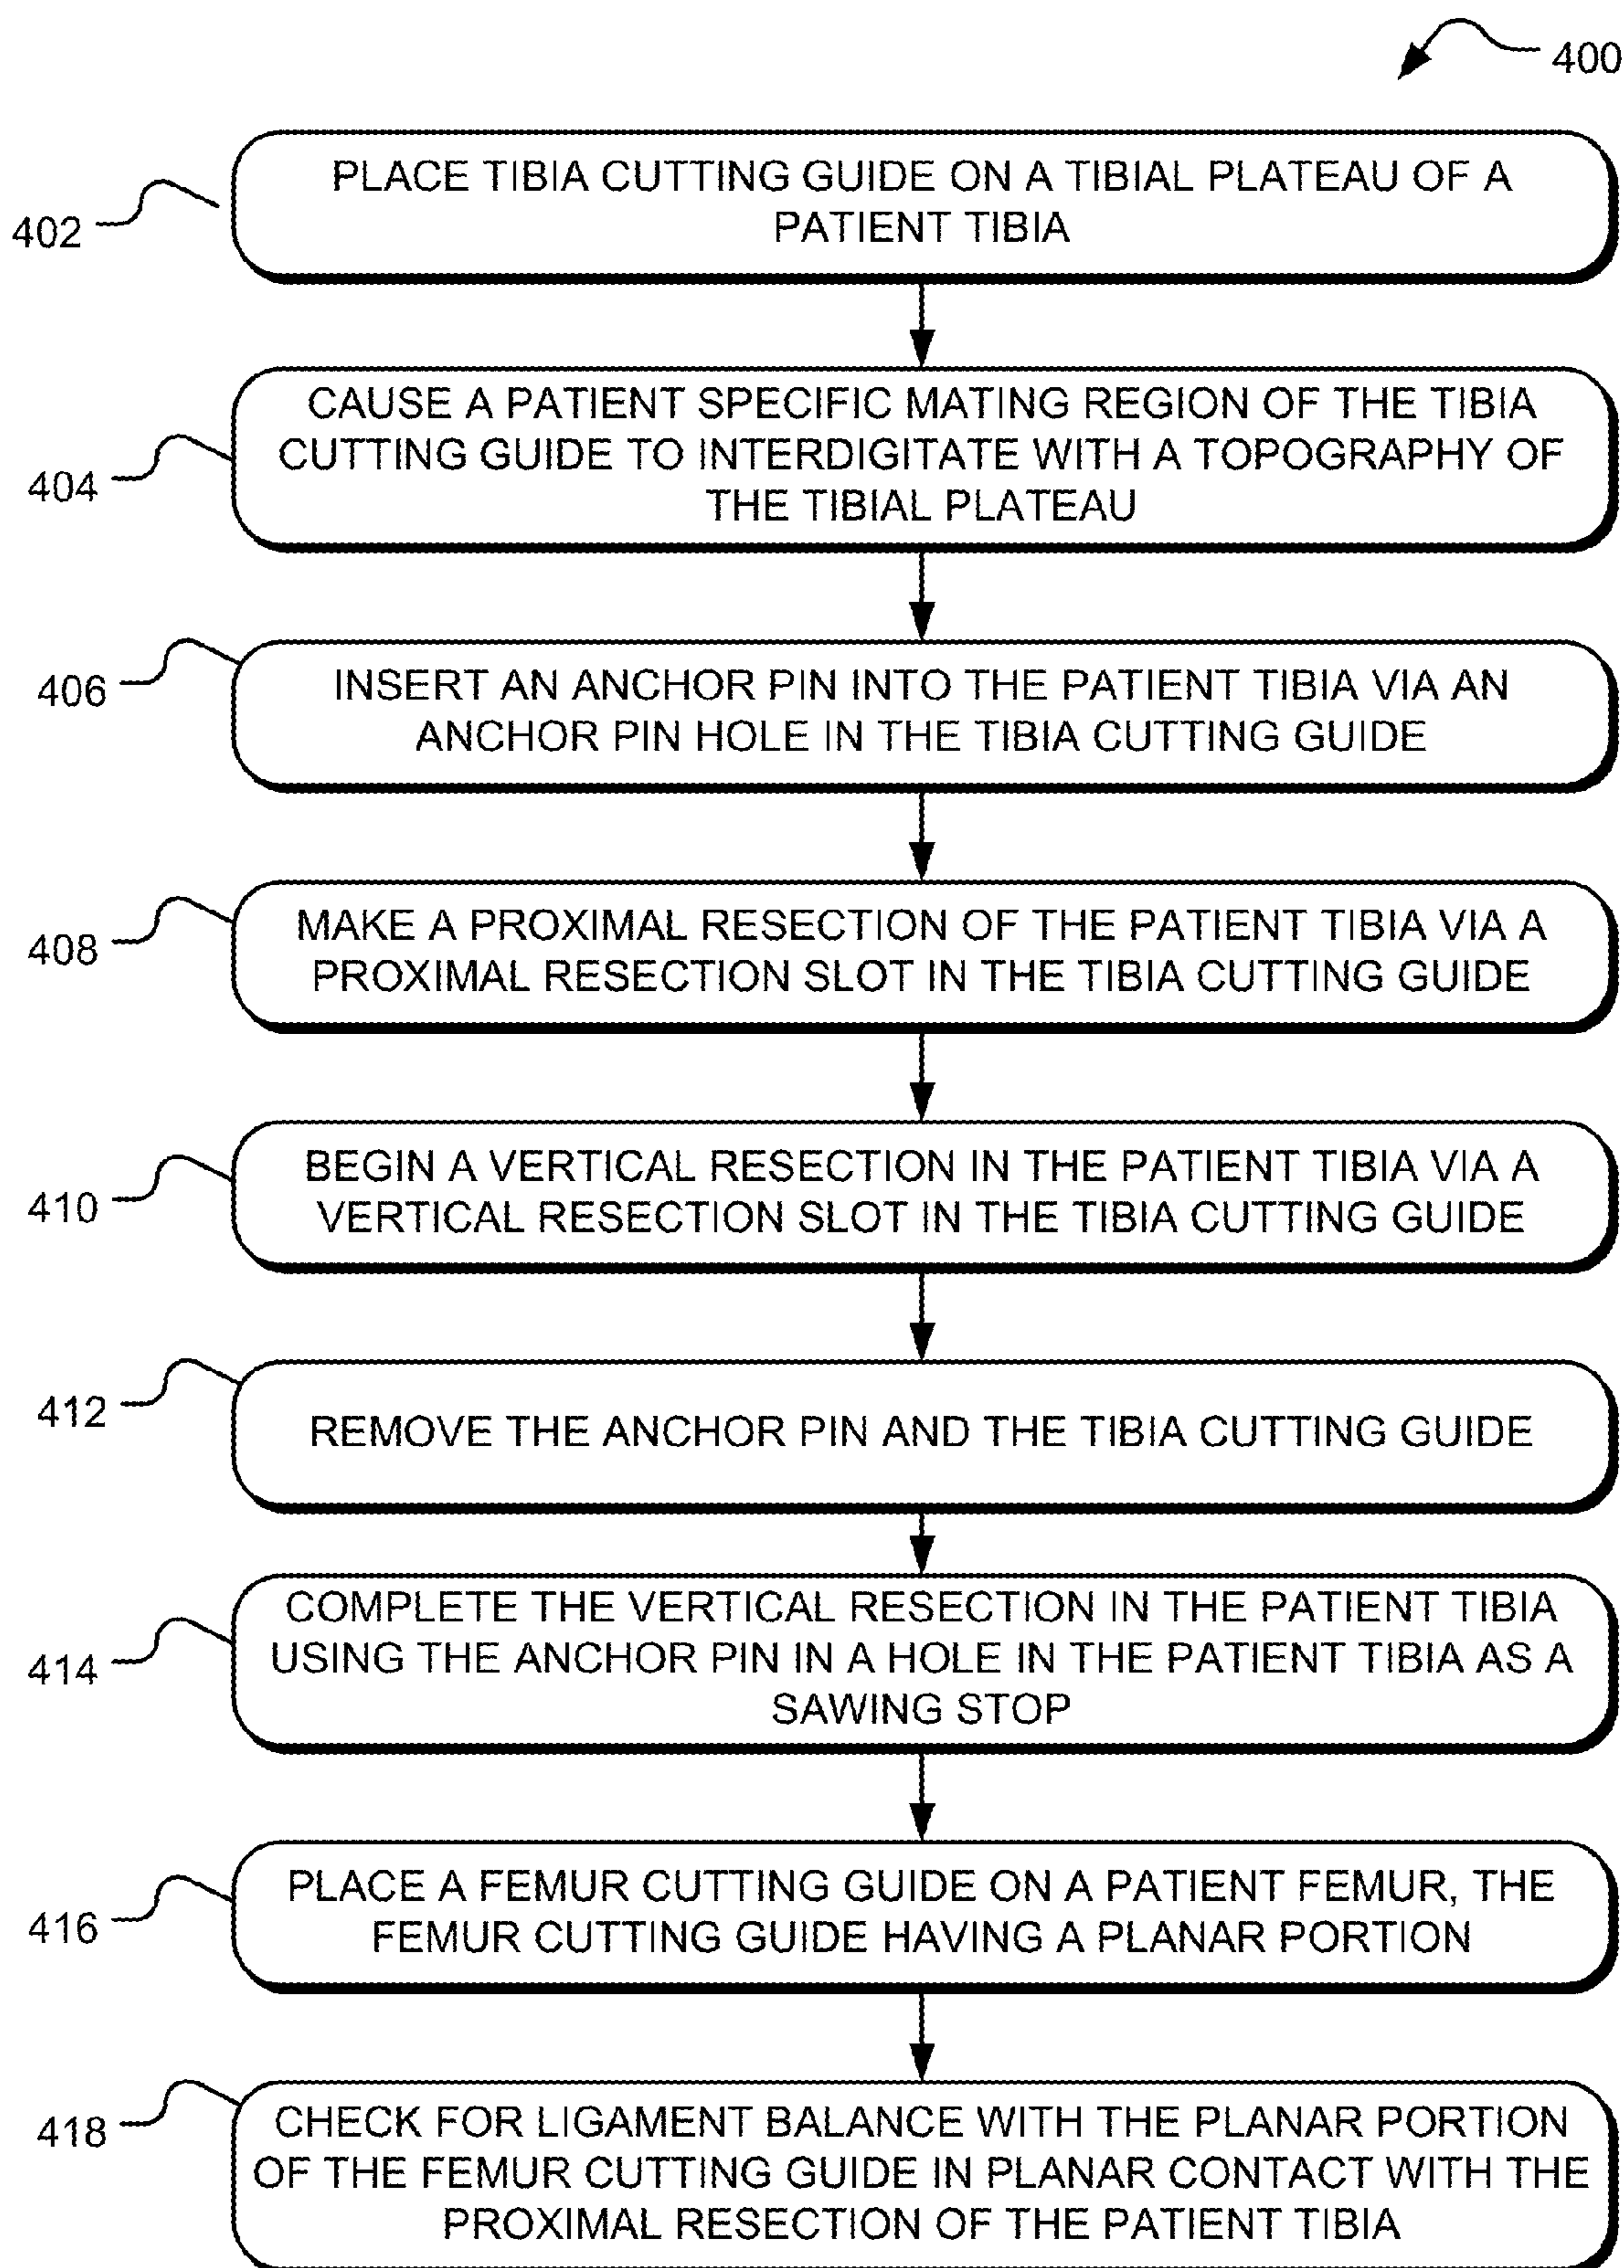 400
402
PLACE TIBIA CUTTING GUIDE ON A TIBIAL PLATEAU OF A
PATIENT TIBIA
404
CAUSE A PATIENT SPECIFIC MATING REGION OF THE TIBIA
CUTTING GUIDE TO INTERDIGITATE WITH A TOPOGRAPHY OF
THE TIBIAL PLATEAU
406
INSERT AN ANCHOR PIN INTO THE PATIENT TIBIA VIA AN
ANCHOR PIN HOLE IN THE TIBIA CUTTING GUIDE
408
MAKE A PROXIMAL RESECTION OF THE PATIENT TIBIA VIA A
PROXIMAL RESECTION SLOT IN THE TIBIA CUTTING GUIDE
410
BEGIN A VERTICAL RESECTION IN THE PATIENT TIBIA VIA A
VERTICAL RESECTION SLOT IN THE TIBIA CUTTING GUIDE
412
REMOVE THE ANCHOR PIN AND THE TIBIA CUTTING GUIDE
414
COMPLETE THE VERTICAL RESECTION IN THE PATIENT TIBIA
USING THE ANCHOR PIN IN A HOLE IN THE PATIENT TIBIA AS A
SAWING STOP
416
PLACE A FEMUR CUTTING GUIDE ON A PATIENT FEMUR, THE
FEMUR CUTTING GUIDE HAVING A PLANAR PORTION
418
CHECK FOR LIGAMENT BALANCE WITH THE PLANAR PORTION
OF THE FEMUR CUTTING GUIDE IN PLANAR CONTACT WITH THE
PROXIMAL RESECTION OF THE PATIENT TIBIA